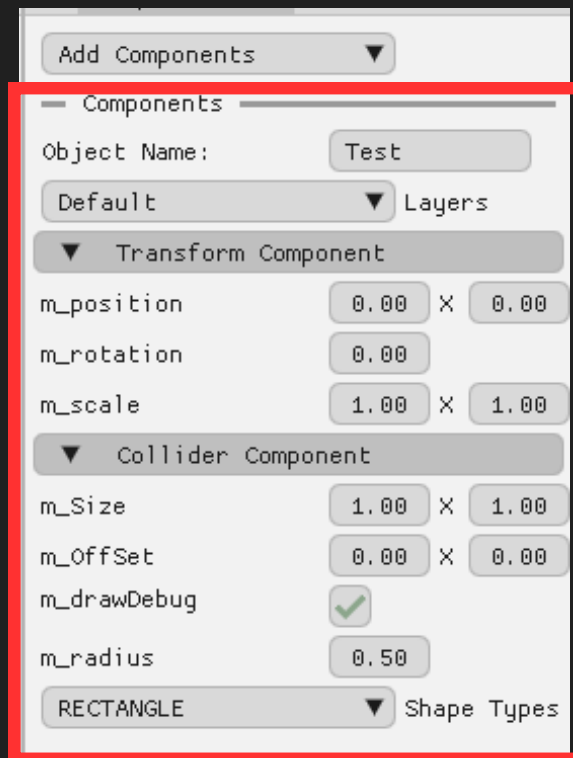 Add Components
Components
Object Name: Test
Default Layers
Transform Component
m_position 0.00 X 0.00
m_rotation 0.00
m_scale 1.00 X 1.00
Collider Component
m_Size 1.00 X 1.00
m_OffSet 0.00 X 0.00
m_drawDebug
m_radius 0.50
RECTANGLE Shape Types